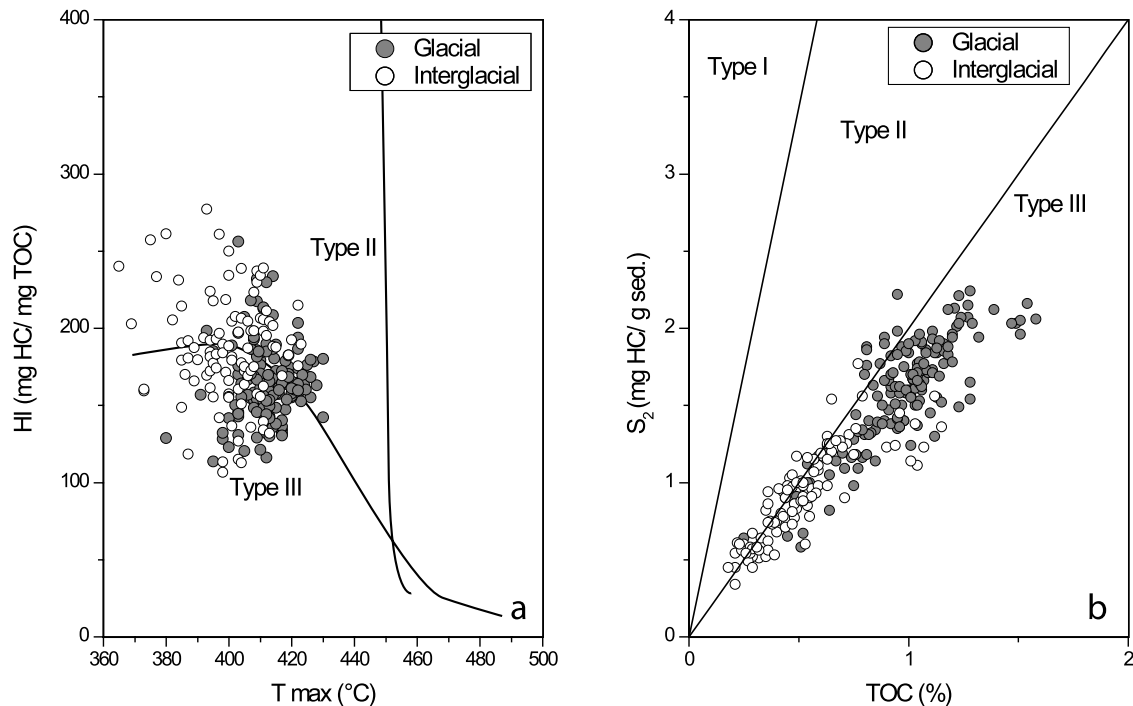 400
300
200
100
0
HI (mg HC/ mg TOC)
Glacial
Interglacial
Type II
Type III
a
360 380 400 420 440 460 480 500
T max (°C)
4
3
2
1
0
S₂ (mg HC/ g sed.)
Glacial
Interglacial
Type I
Type II
Type III
b
0 1 2
TOC (%)